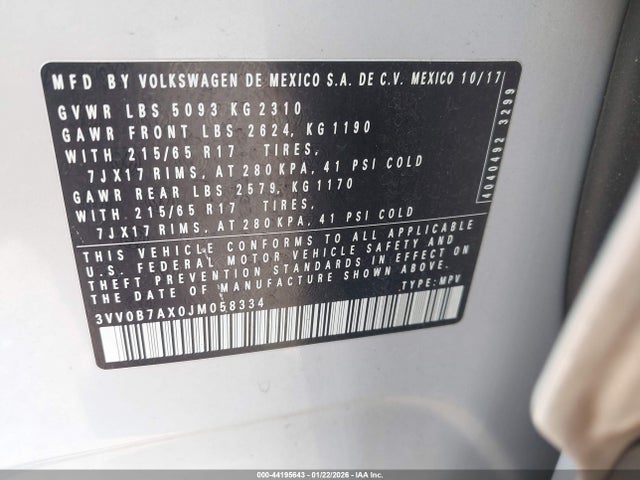 MFD BY VOLKSWAGEN DE MEXICO S.A. DE C.V. MEXICO 10/17
GVWR LBS 5093 KG 2310
GAWR FRONT LBS 2624, KG 1190
WITH 215/65 R17 TIRES,
7JX17 RIMS, AT 280 KPA, 41 PSI COLD
GAWR REAR LBS 2579, KG 1170
WITH 215/65 R17 TIRES,
7JX17 RIMS, AT 280 KPA, 41 PSI COLD
THIS VEHICLE CONFORMS TO ALL APPLICABLE
U.S. FEDERAL MOTOR VEHICLE SAFETY AND
THEFT PREVENTION STANDARDS IN EFFECT ON
THE DATE OF MANUFACTURE SHOWN ABOVE.
3VV0B7AX0JM058334 TYPE: MPV
4040492 3299
000-44195643 01/22/2026 - IAA Inc.